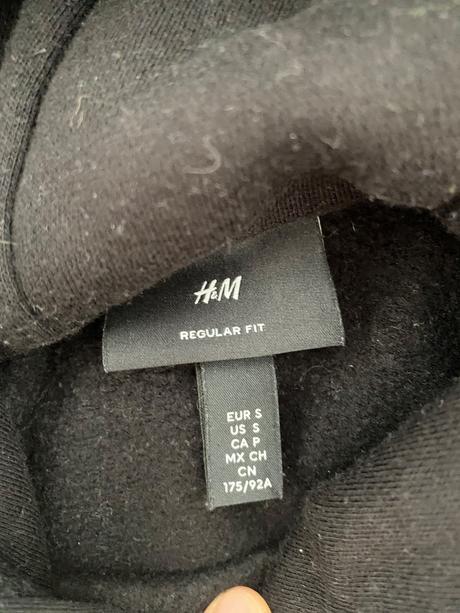 H&M
REGULAR FIT
EUR S
US S
CA P
MX CH
CN
175/92A